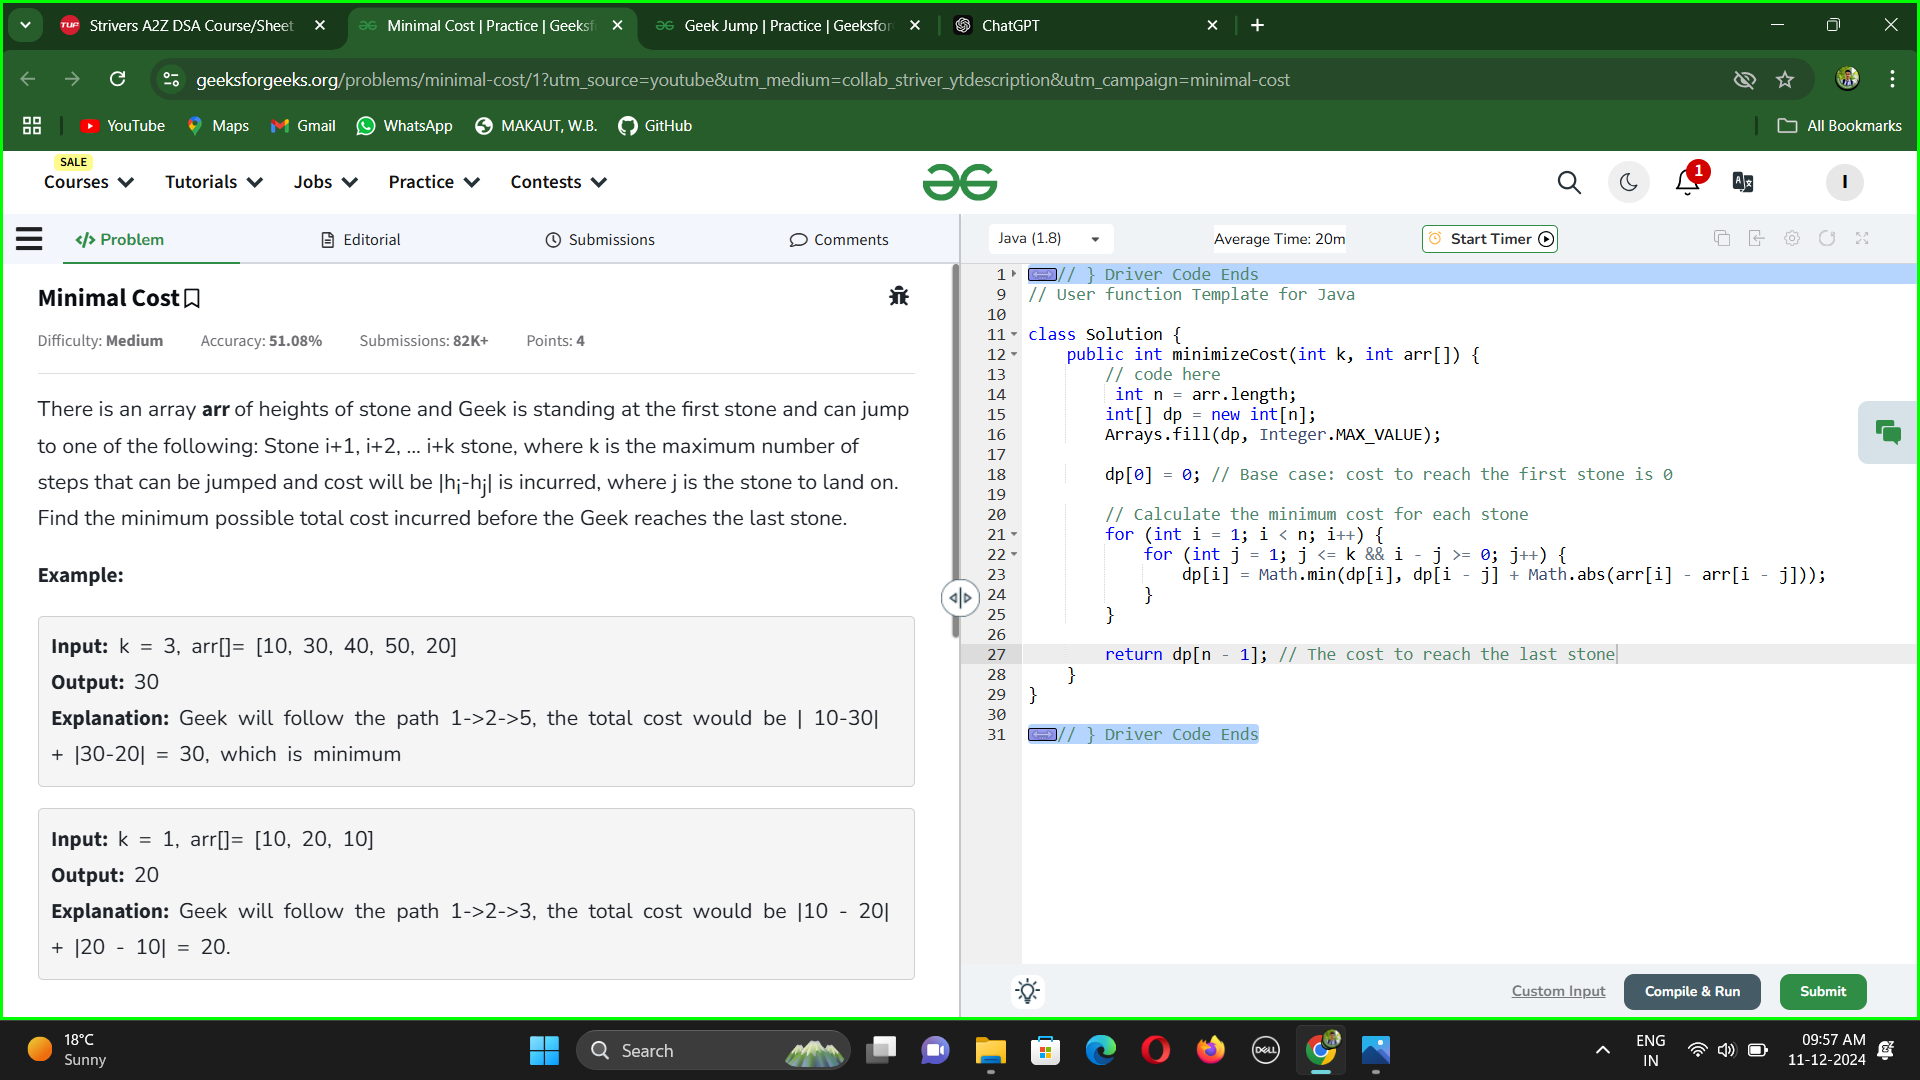 Strivers A2Z DSA Course/Sheet
Minimal Cost | Practice | Geeksf
Geek Jump | Practice | Geeksfor
ChatGPT
geeksforgeeks.org/problems/minimal-cost/1?utm_source=youtube&utm_medium=collab_striver_ytdescription&utm_campaign=minimal-cost
YouTube
Maps
Gmail
WhatsApp
MAKAUT, W.B.
GitHub
All Bookmarks
SALE
Courses
Tutorials
Jobs
Practice
Contests
1
I
Problem
Editorial
Submissions
Comments
Java (1.8)
Average Time: 20m
Start Timer
Minimal Cost
Difficulty: Medium
Accuracy: 51.08%
Submissions: 82K+
Points: 4
There is an array arr of heights of stone and Geek is standing at the first stone and can jump
to one of the following: Stone i+1, i+2, ... i+k stone, where k is the maximum number of
steps that can be jumped and cost will be |hi-hj| is incurred, where j is the stone to land on.
Find the minimum possible total cost incurred before the Geek reaches the last stone.
Example:
Input: k = 3, arr[]= [10, 30, 40, 50, 20]
Output: 30
Explanation: Geek will follow the path 1->2->5, the total cost would be | 10-30|
+ |30-20| = 30, which is minimum
Input: k = 1, arr[]= [10, 20, 10]
Output: 20
Explanation: Geek will follow the path 1->2->3, the total cost would be |10 - 20|
+ |20 - 10| = 20.
1 // } Driver Code Ends
9 // User function Template for Java
10
11 class Solution {
12 public int minimizeCost(int k, int arr[]) {
13 // code here
14 int n = arr.length;
15 int[] dp = new int[n];
16 Arrays.fill(dp, Integer.MAX_VALUE);
17
18 dp[0] = 0; // Base case: cost to reach the first stone is 0
19
20 // Calculate the minimum cost for each stone
21 for (int i = 1; i < n; i++) {
22 for (int j = 1; j <= k && i - j >= 0; j++) {
23 dp[i] = Math.min(dp[i], dp[i - j] + Math.abs(arr[i] - arr[i - j]));
24 }
25 }
26
27 return dp[n - 1]; // The cost to reach the last stone
28 }
29 }
30
31 // } Driver Code Ends
Custom Input
Compile & Run
Submit
18°C
Sunny
Search
DELL
ENG
IN
09:57 AM
11-12-2024